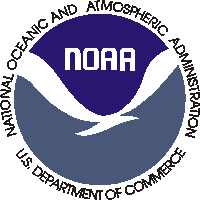 NATIONAL OCEANIC AND ATMOSPHERIC ADMINISTRATION
NOAA
U.S. DEPARTMENT OF COMMERCE